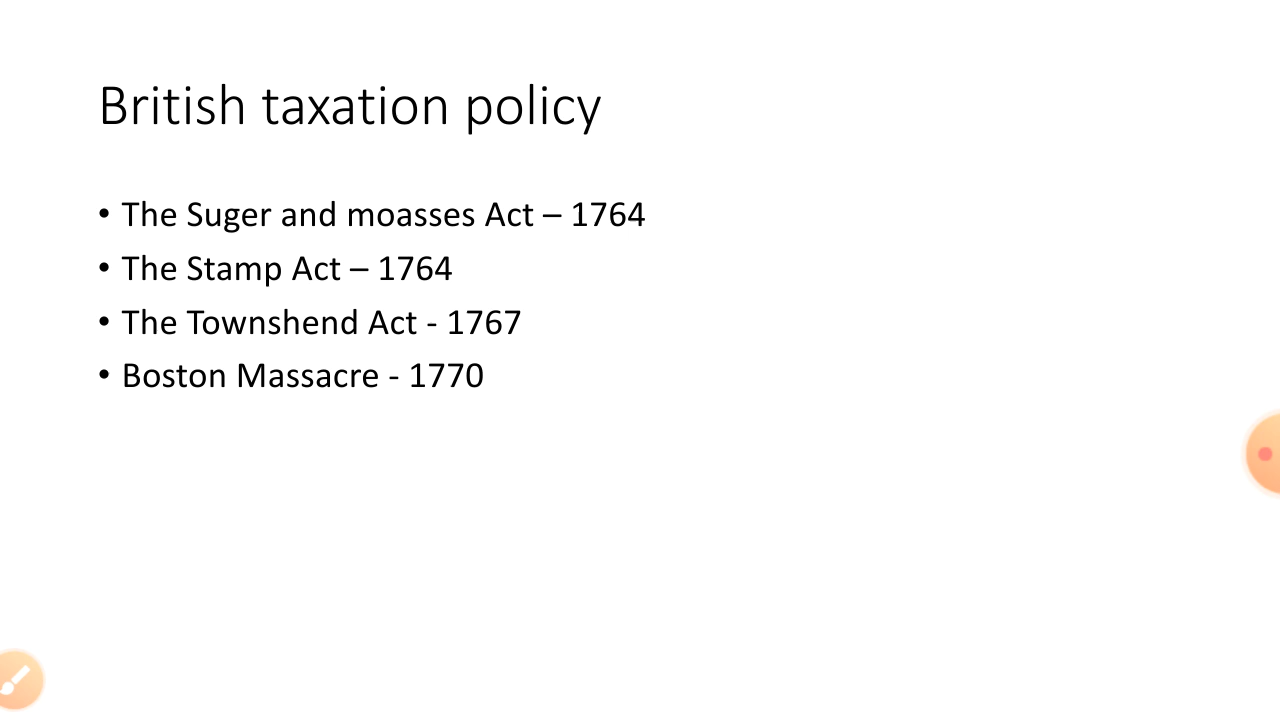 British taxation policy
• The Suger and moasses Act – 1764
• The Stamp Act – 1764
• The Townshend Act - 1767
• Boston Massacre - 1770